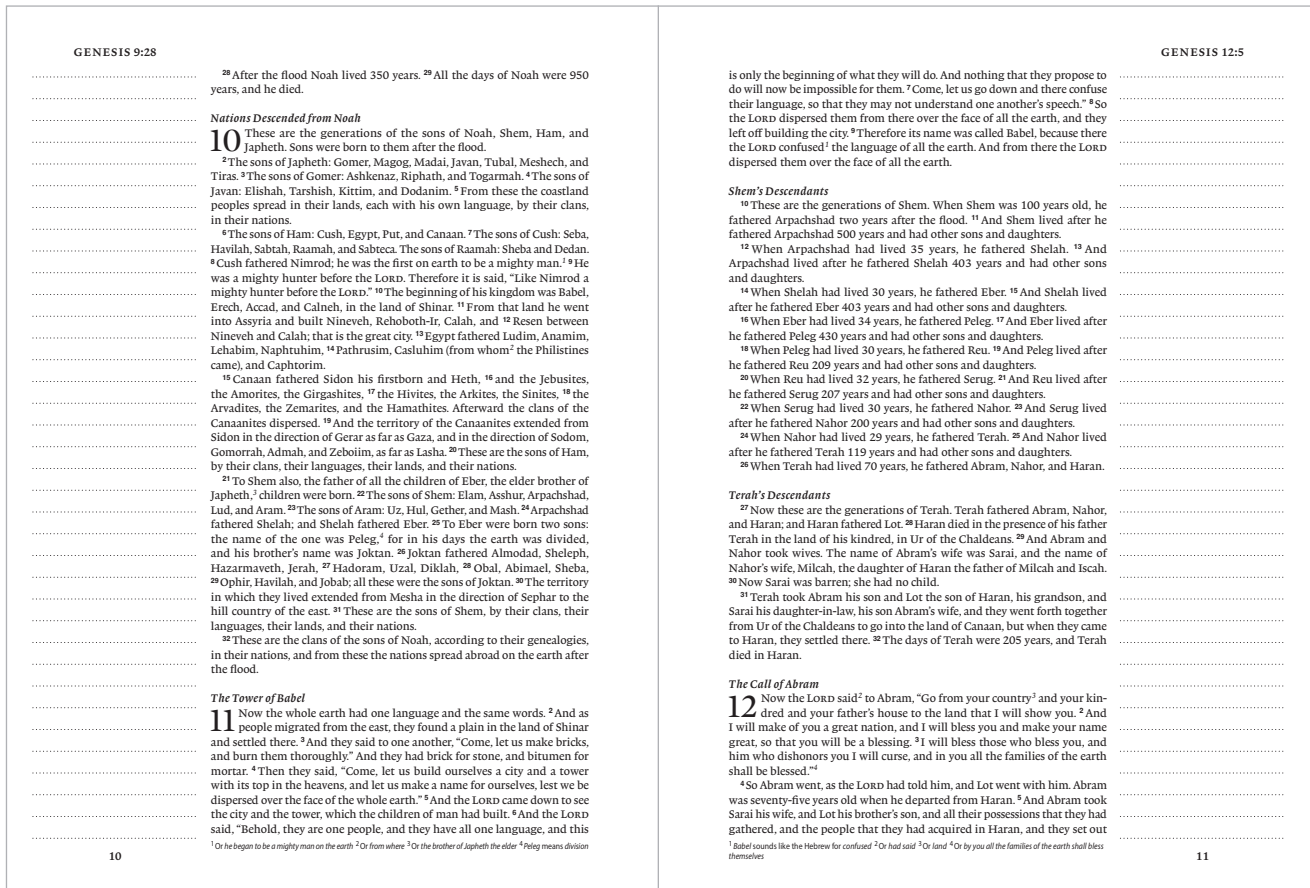 GENESIS 9:28
28 After the flood Noah lived 350 years. 29 All the days of Noah were 950
years, and he died.
Nations Descended from Noah
10 These are the generations of the sons of Noah, Shem, Ham, and
Japheth. Sons were born to them after the flood.
2 The sons of Japheth: Gomer, Magog, Madai, Javan, Tubal, Meshech, and
Tiras. 3 The sons of Gomer: Ashkenaz, Riphath, and Togarmah. 4 The sons of
Javan: Elishah, Tarshish, Kittim, and Dodanim. 5 From these the coastland
peoples spread in their lands, each with his own language, by their clans,
in their nations.
6 The sons of Ham: Cush, Egypt, Put, and Canaan. 7 The sons of Cush: Seba,
Havilah, Sabtah, Raamah, and Sabteca. The sons of Raamah: Sheba and Dedan.
8 Cush fathered Nimrod; he was the first on earth to be a mighty man.1 9 He
was a mighty hunter before the LORD. Therefore it is said, “Like Nimrod a
mighty hunter before the LORD.” 10 The beginning of his kingdom was Babel,
Erech, Accad, and Calneh, in the land of Shinar. 11 From that land he went
into Assyria and built Nineveh, Rehoboth-Ir, Calah, and 12 Resen between
Nineveh and Calah; that is the great city. 13 Egypt fathered Ludim, Anamim,
Lehabim, Naphtuhim, 14 Pathrusim, Casluhim (from whom2 the Philistines
came), and Caphtorim.
15 Canaan fathered Sidon his firstborn and Heth, 16 and the Jebusites,
the Amorites, the Girgashites, 17 the Hivites, the Arkites, the Sinites, 18 the
Arvadites, the Zemarites, and the Hamathites. Afterward the clans of the
Canaanites dispersed. 19 And the territory of the Canaanites extended from
Sidon in the direction of Gerar as far as Gaza, and in the direction of Sodom,
Gomorrah, Admah, and Zeboiim, as far as Lasha. 20 These are the sons of Ham,
by their clans, their languages, their lands, and their nations.
21 To Shem also, the father of all the children of Eber, the elder brother of
Japheth,3 children were born. 22 The sons of Shem: Elam, Asshur, Arpachshad,
Lud, and Aram. 23 The sons of Aram: Uz, Hul, Gether, and Mash. 24 Arpachshad
fathered Shelah; and Shelah fathered Eber. 25 To Eber were born two sons:
the name of the one was Peleg,4 for in his days the earth was divided,
and his brother’s name was Joktan. 26 Joktan fathered Almodad, Sheleph,
Hazarmaveth, Jerah, 27 Hadoram, Uzal, Diklah, 28 Obal, Abimael, Sheba,
29 Ophir, Havilah, and Jobab; all these were the sons of Joktan. 30 The territory
in which they lived extended from Mesha in the direction of Sephar to the
hill country of the east. 31 These are the sons of Shem, by their clans, their
languages, their lands, and their nations.
32 These are the clans of the sons of Noah, according to their genealogies,
in their nations, and from these the nations spread abroad on the earth after
the flood.
The Tower of Babel
11 Now the whole earth had one language and the same words. 2 And as
people migrated from the east, they found a plain in the land of Shinar
and settled there. 3 And they said to one another, “Come, let us make bricks,
and burn them thoroughly.” And they had brick for stone, and bitumen for
mortar. 4 Then they said, “Come, let us build ourselves a city and a tower
with its top in the heavens, and let us make a name for ourselves, lest we be
dispersed over the face of the whole earth.” 5 And the LORD came down to see
the city and the tower, which the children of man had built. 6 And the LORD
said, “Behold, they are one people, and they have all one language, and this
1 Or he began to be a mighty man on the earth 2 Or from where 3 Or the brother of Japheth the elder 4 Peleg means division
10
GENESIS 12:5
is only the beginning of what they will do. And nothing that they propose to
do will now be impossible for them. 7 Come, let us go down and there confuse
their language, so that they may not understand one another’s speech.” 8 So
the LORD dispersed them from there over the face of all the earth, and they
left off building the city. 9 Therefore its name was called Babel, because there
the LORD confused1 the language of all the earth. And from there the LORD
dispersed them over the face of all the earth.
Shem’s Descendants
10 These are the generations of Shem. When Shem was 100 years old, he
fathered Arpachshad two years after the flood. 11 And Shem lived after he
fathered Arpachshad 500 years and had other sons and daughters.
12 When Arpachshad had lived 35 years, he fathered Shelah. 13 And
Arpachshad lived after he fathered Shelah 403 years and had other sons
and daughters.
14 When Shelah had lived 30 years, he fathered Eber. 15 And Shelah lived
after he fathered Eber 403 years and had other sons and daughters.
16 When Eber had lived 34 years, he fathered Peleg. 17 And Eber lived after
he fathered Peleg 430 years and had other sons and daughters.
18 When Peleg had lived 30 years, he fathered Reu. 19 And Peleg lived after
he fathered Reu 209 years and had other sons and daughters.
20 When Reu had lived 32 years, he fathered Serug. 21 And Reu lived after
he fathered Serug 207 years and had other sons and daughters.
22 When Serug had lived 30 years, he fathered Nahor. 23 And Serug lived
after he fathered Nahor 200 years and had other sons and daughters.
24 When Nahor had lived 29 years, he fathered Terah. 25 And Nahor lived
after he fathered Terah 119 years and had other sons and daughters.
26 When Terah had lived 70 years, he fathered Abram, Nahor, and Haran.
Terah’s Descendants
27 Now these are the generations of Terah. Terah fathered Abram, Nahor,
and Haran; and Haran fathered Lot. 28 Haran died in the presence of his father
Terah in the land of his kindred, in Ur of the Chaldeans. 29 And Abram and
Nahor took wives. The name of Abram’s wife was Sarai, and the name of
Nahor’s wife, Milcah, the daughter of Haran the father of Milcah and Iscah.
30 Now Sarai was barren; she had no child.
31 Terah took Abram his son and Lot the son of Haran, his grandson, and
Sarai his daughter-in-law, his son Abram’s wife, and they went forth together
from Ur of the Chaldeans to go into the land of Canaan, but when they came
to Haran, they settled there. 32 The days of Terah were 205 years, and Terah
died in Haran.
The Call of Abram
12 Now the LORD said2 to Abram, “Go from your country3 and your kin-
dred and your father’s house to the land that I will show you. 2 And
I will make of you a great nation, and I will bless you and make your name
great, so that you will be a blessing. 3 I will bless those who bless you, and
him who dishonors you I will curse, and in you all the families of the earth
shall be blessed.”4
4 So Abram went, as the LORD had told him, and Lot went with him. Abram
was seventy-five years old when he departed from Haran. 5 And Abram took
Sarai his wife, and Lot his brother’s son, and all their possessions that they had
gathered, and the people that they had acquired in Haran, and they set out
1 Babel sounds like the Hebrew for confused 2 Or had said 3 Or land 4 Or by you all the families of the earth shall bless
themselves
11